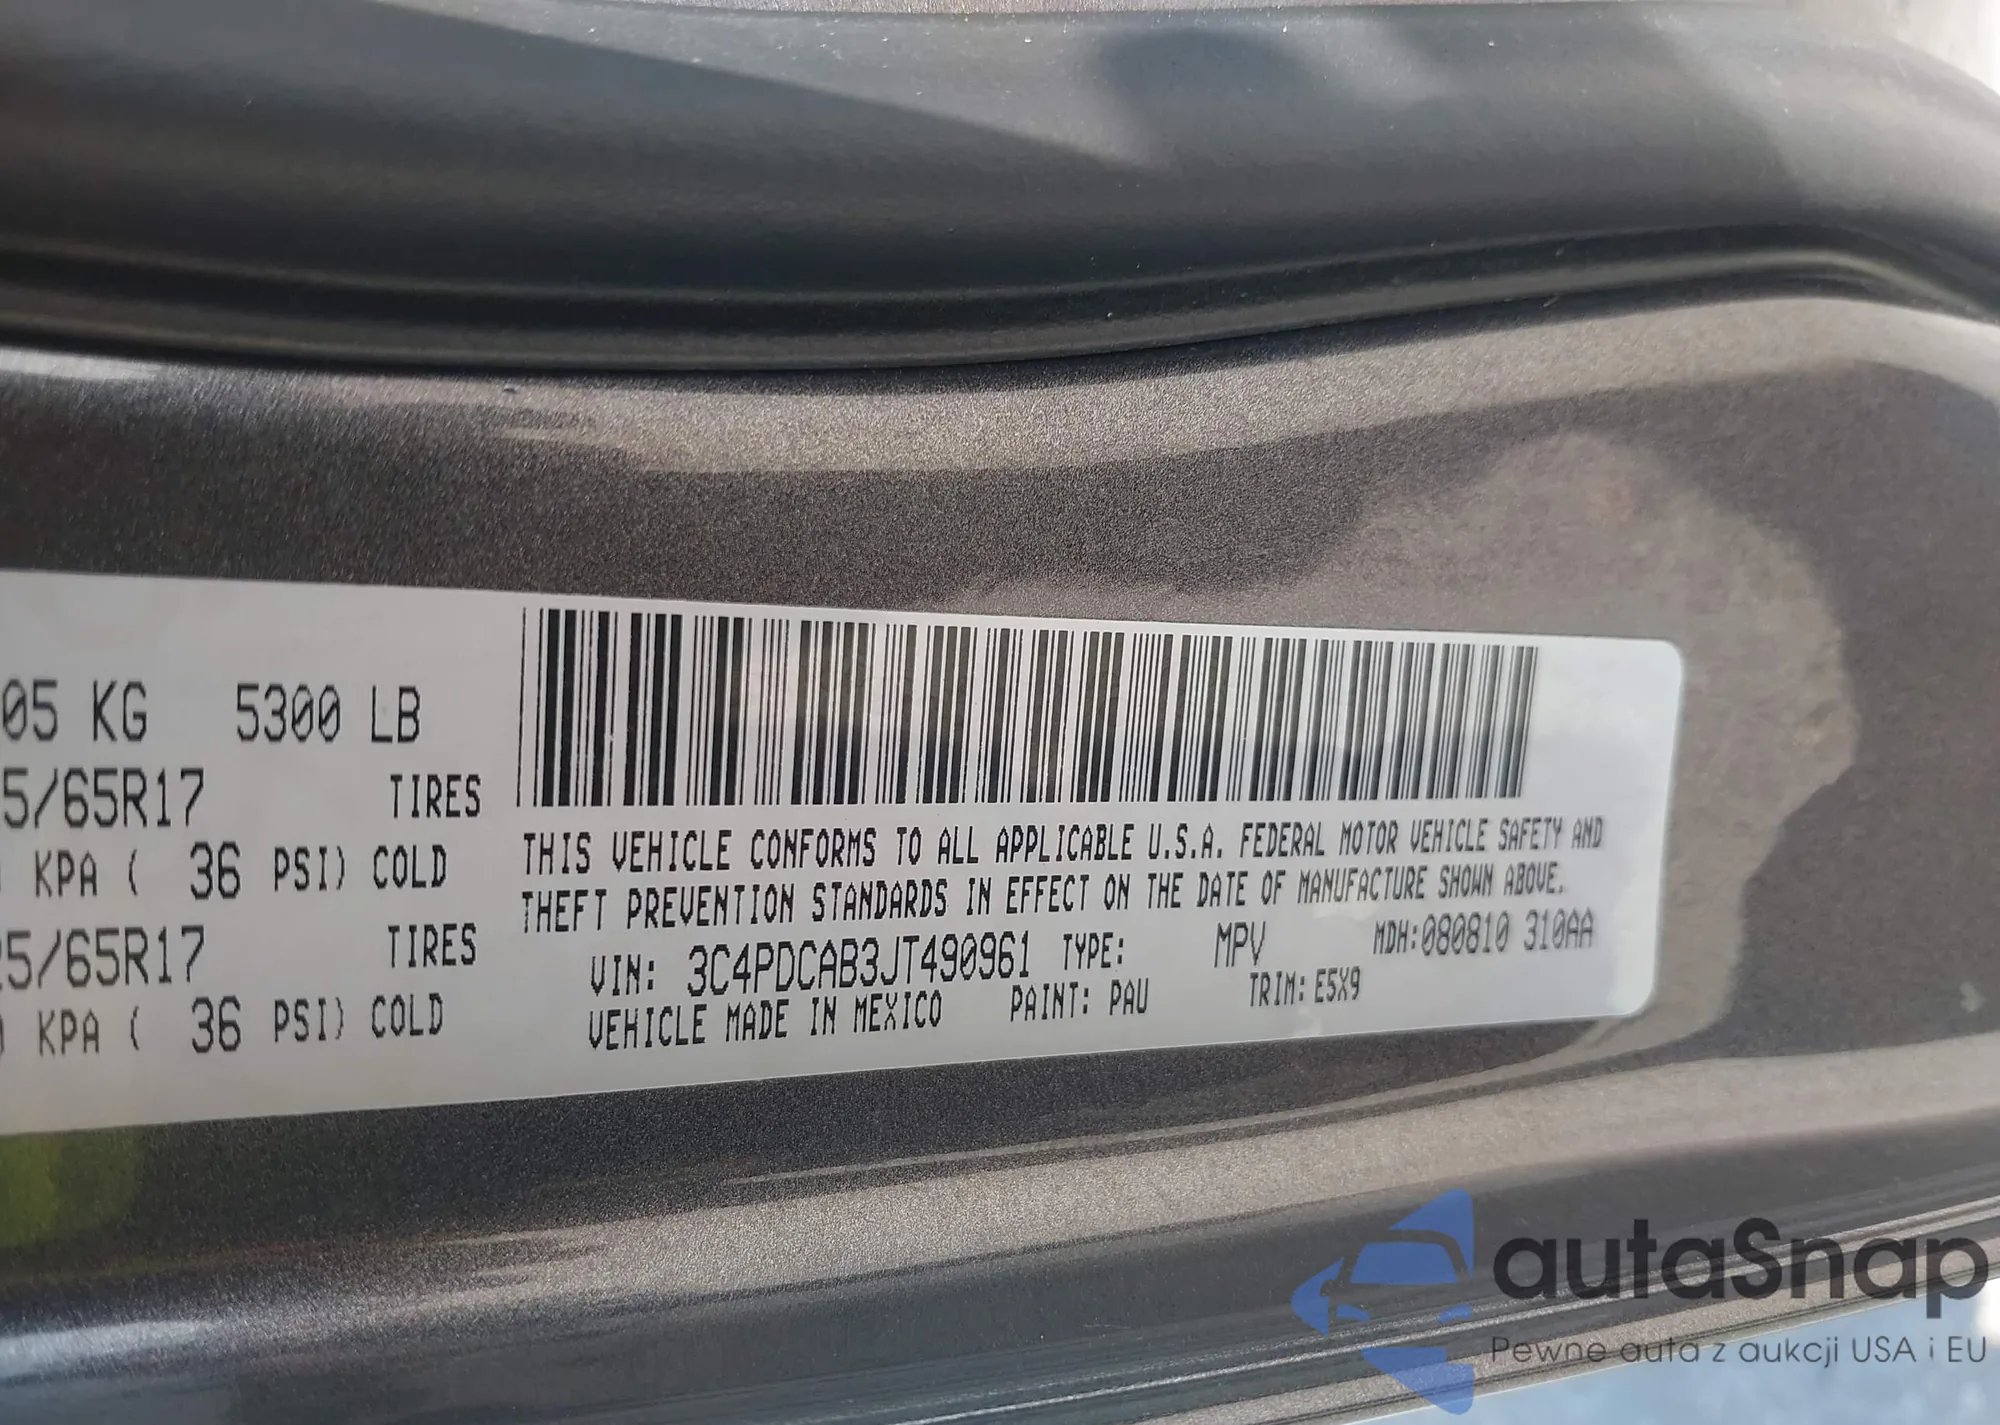 05 KG 5300 LB
5/65R17 TIRES
KPA ( 36 PSI) COLD
5/65R17 TIRES
KPA ( 36 PSI) COLD
THIS VEHICLE CONFORMS TO ALL APPLICABLE U.S.A. FEDERAL MOTOR VEHICLE SAFETY AND
THEFT PREVENTION STANDARDS IN EFFECT ON THE DATE OF MANUFACTURE SHOWN ABOVE.
VIN: 3C4PDCAB3JT490961 TYPE: MPV MDH:080810 310AA
VEHICLE MADE IN MEXICO PAINT: PAU TRIM: E5X9
autaSnap
Pewne auta z aukcji USA i EU